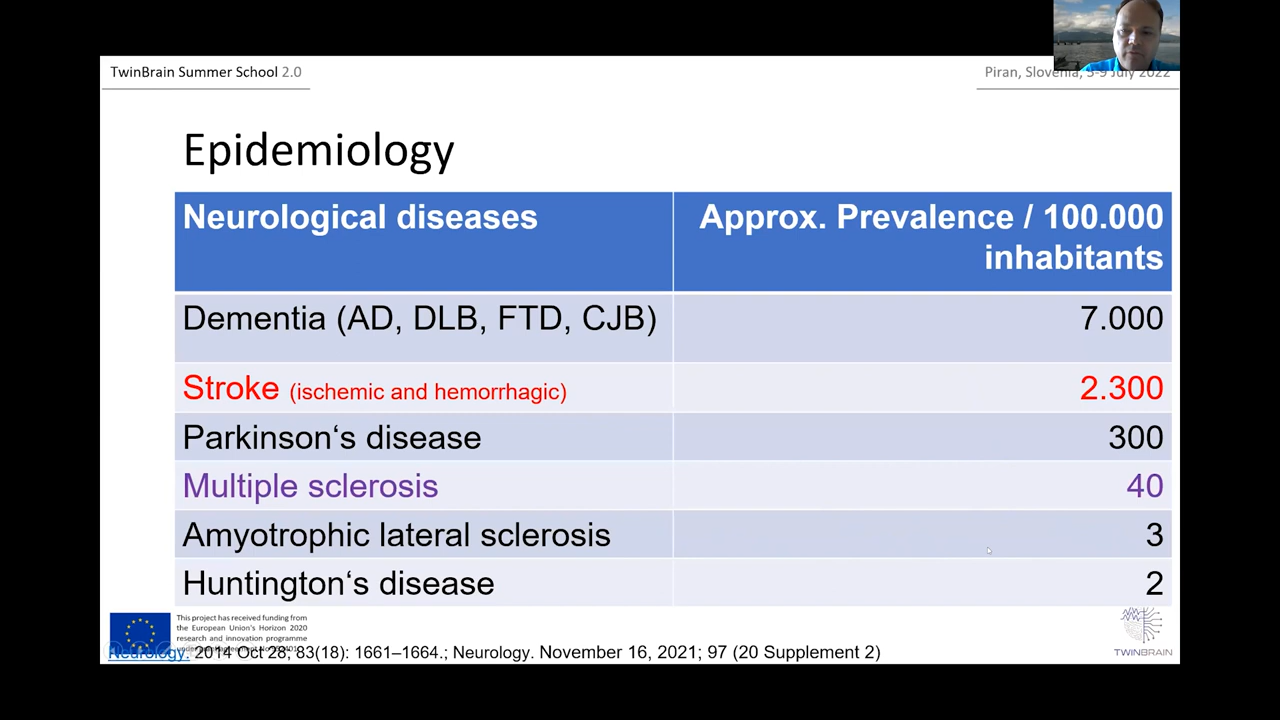 TwinBrain Summer School 2.0
Piran, Slovenia, 5-9 July 2022
Epidemiology
Neurological diseases
Approx. Prevalence / 100.000
inhabitants
Dementia (AD, DLB, FTD, CJB)
7.000
Stroke (ischemic and hemorrhagic)
2.300
Parkinson‘s disease
300
Multiple sclerosis
40
Amyotrophic lateral sclerosis
3
Huntington‘s disease
2
This project has received funding from
the European Union's Horizon 2020
research and innovation programme
Neurology. 2014 Oct 28; 83(18): 1661–1664.; Neurology. November 16, 2021; 97 (20 Supplement 2)
TWINBRAIN